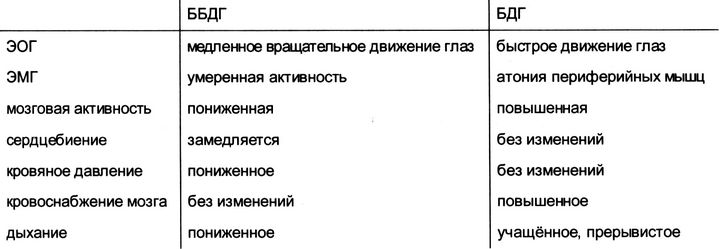 ББДГ БДГ
ЭОГ медленное вращательное движение глаз быстрое движение глаз
ЭМГ умеренная активность атония периферийных мышц
мозговая активность пониженная повышенная
сердцебиение замедляется без изменений
кровяное давление пониженное без изменений
кровоснабжение мозга без изменений повышенное
дыхание пониженное учащённое, прерывистое